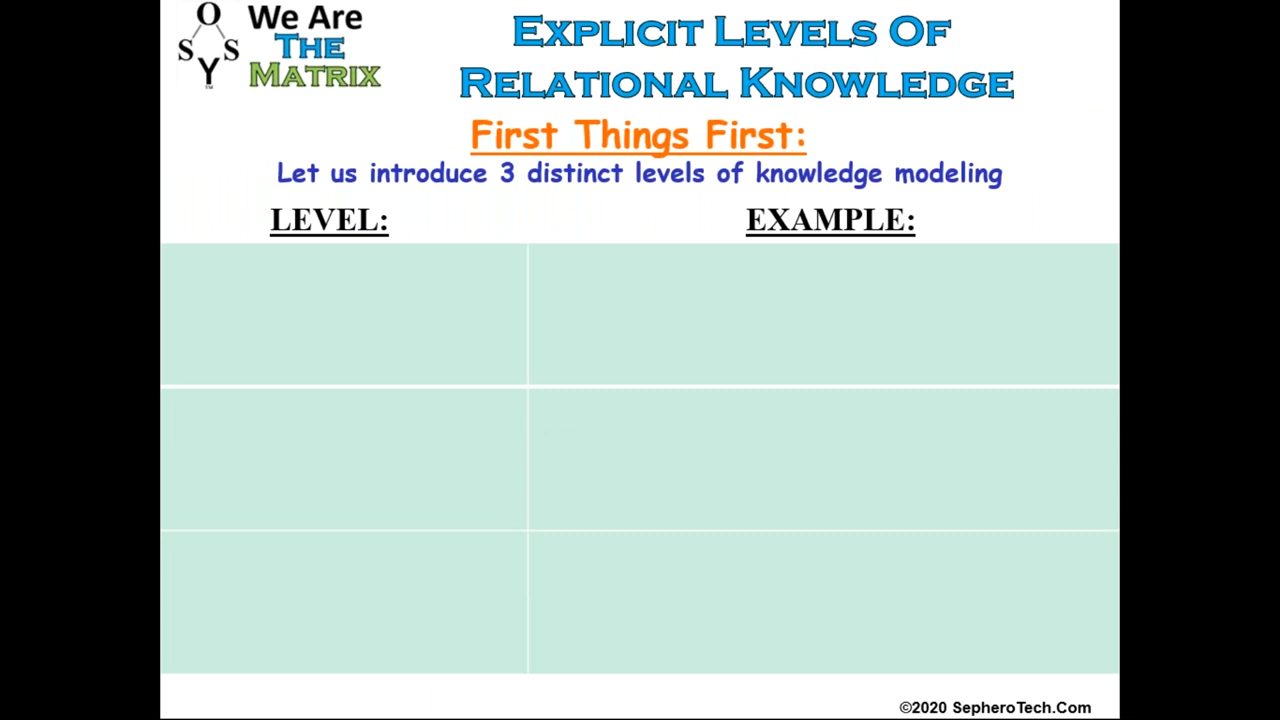 O
S S
Y
™
We Are
THE
MATRIX
EXPLICIT LEVELS OF
RELATIONAL KNOWLEDGE
First Things First:
Let us introduce 3 distinct levels of knowledge modeling
LEVEL: EXAMPLE:
©2020 SepheroTech.Com